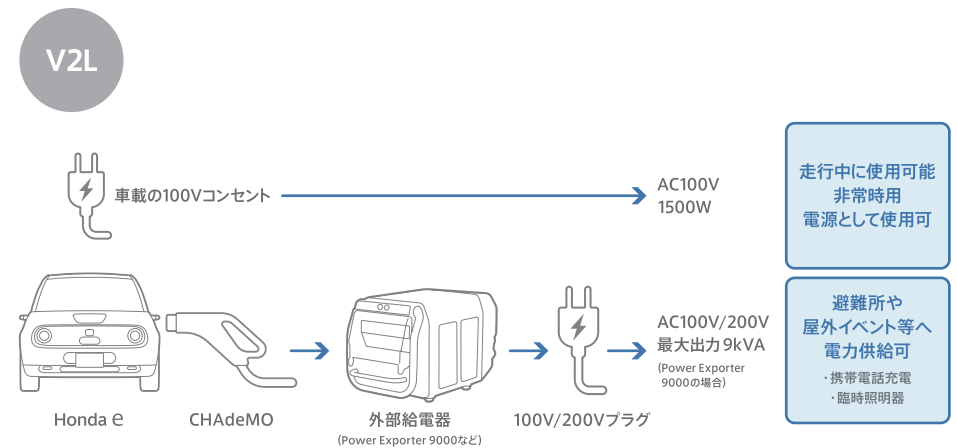 V2L
車載の100Vコンセント
AC100V
1500W
走行中に使用可能
非常時用
電源として使用可
Honda e
CHAdeMO
外部給電器
(Power Exporter 9000など)
100V/200Vプラグ
AC100V/200V
最大出力9kVA
(Power Exporter
9000の場合)
避難所や
屋外イベント等へ
電力供給可
・携帯電話充電
・臨時照明器